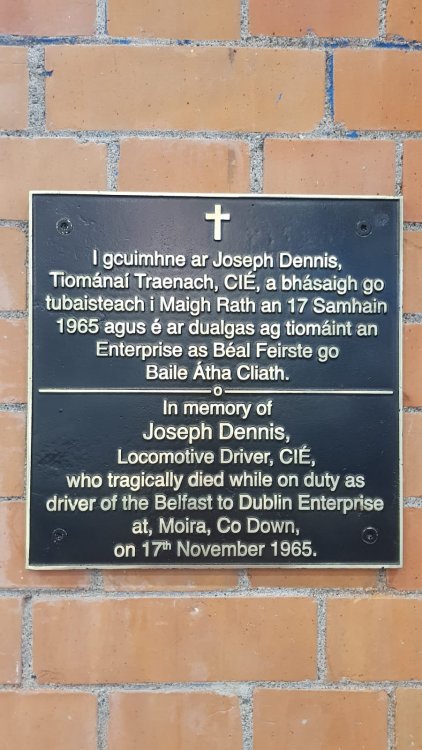 I gcuimhne ar Joseph Dennis,
Tiománaí Traenach, CIÉ, a bhásaigh go
tubaisteach i Maigh Rath an 17 Samhain
1965 agus é ar dualgas ag tiomáint an
Enterprise as Béal Feirste go
Baile Átha Cliath.
In memory of
Joseph Dennis,
Locomotive Driver, CIÉ,
who tragically died while on duty as
driver of the Belfast to Dublin Enterprise
at, Moira, Co Down,
on 17th November 1965.